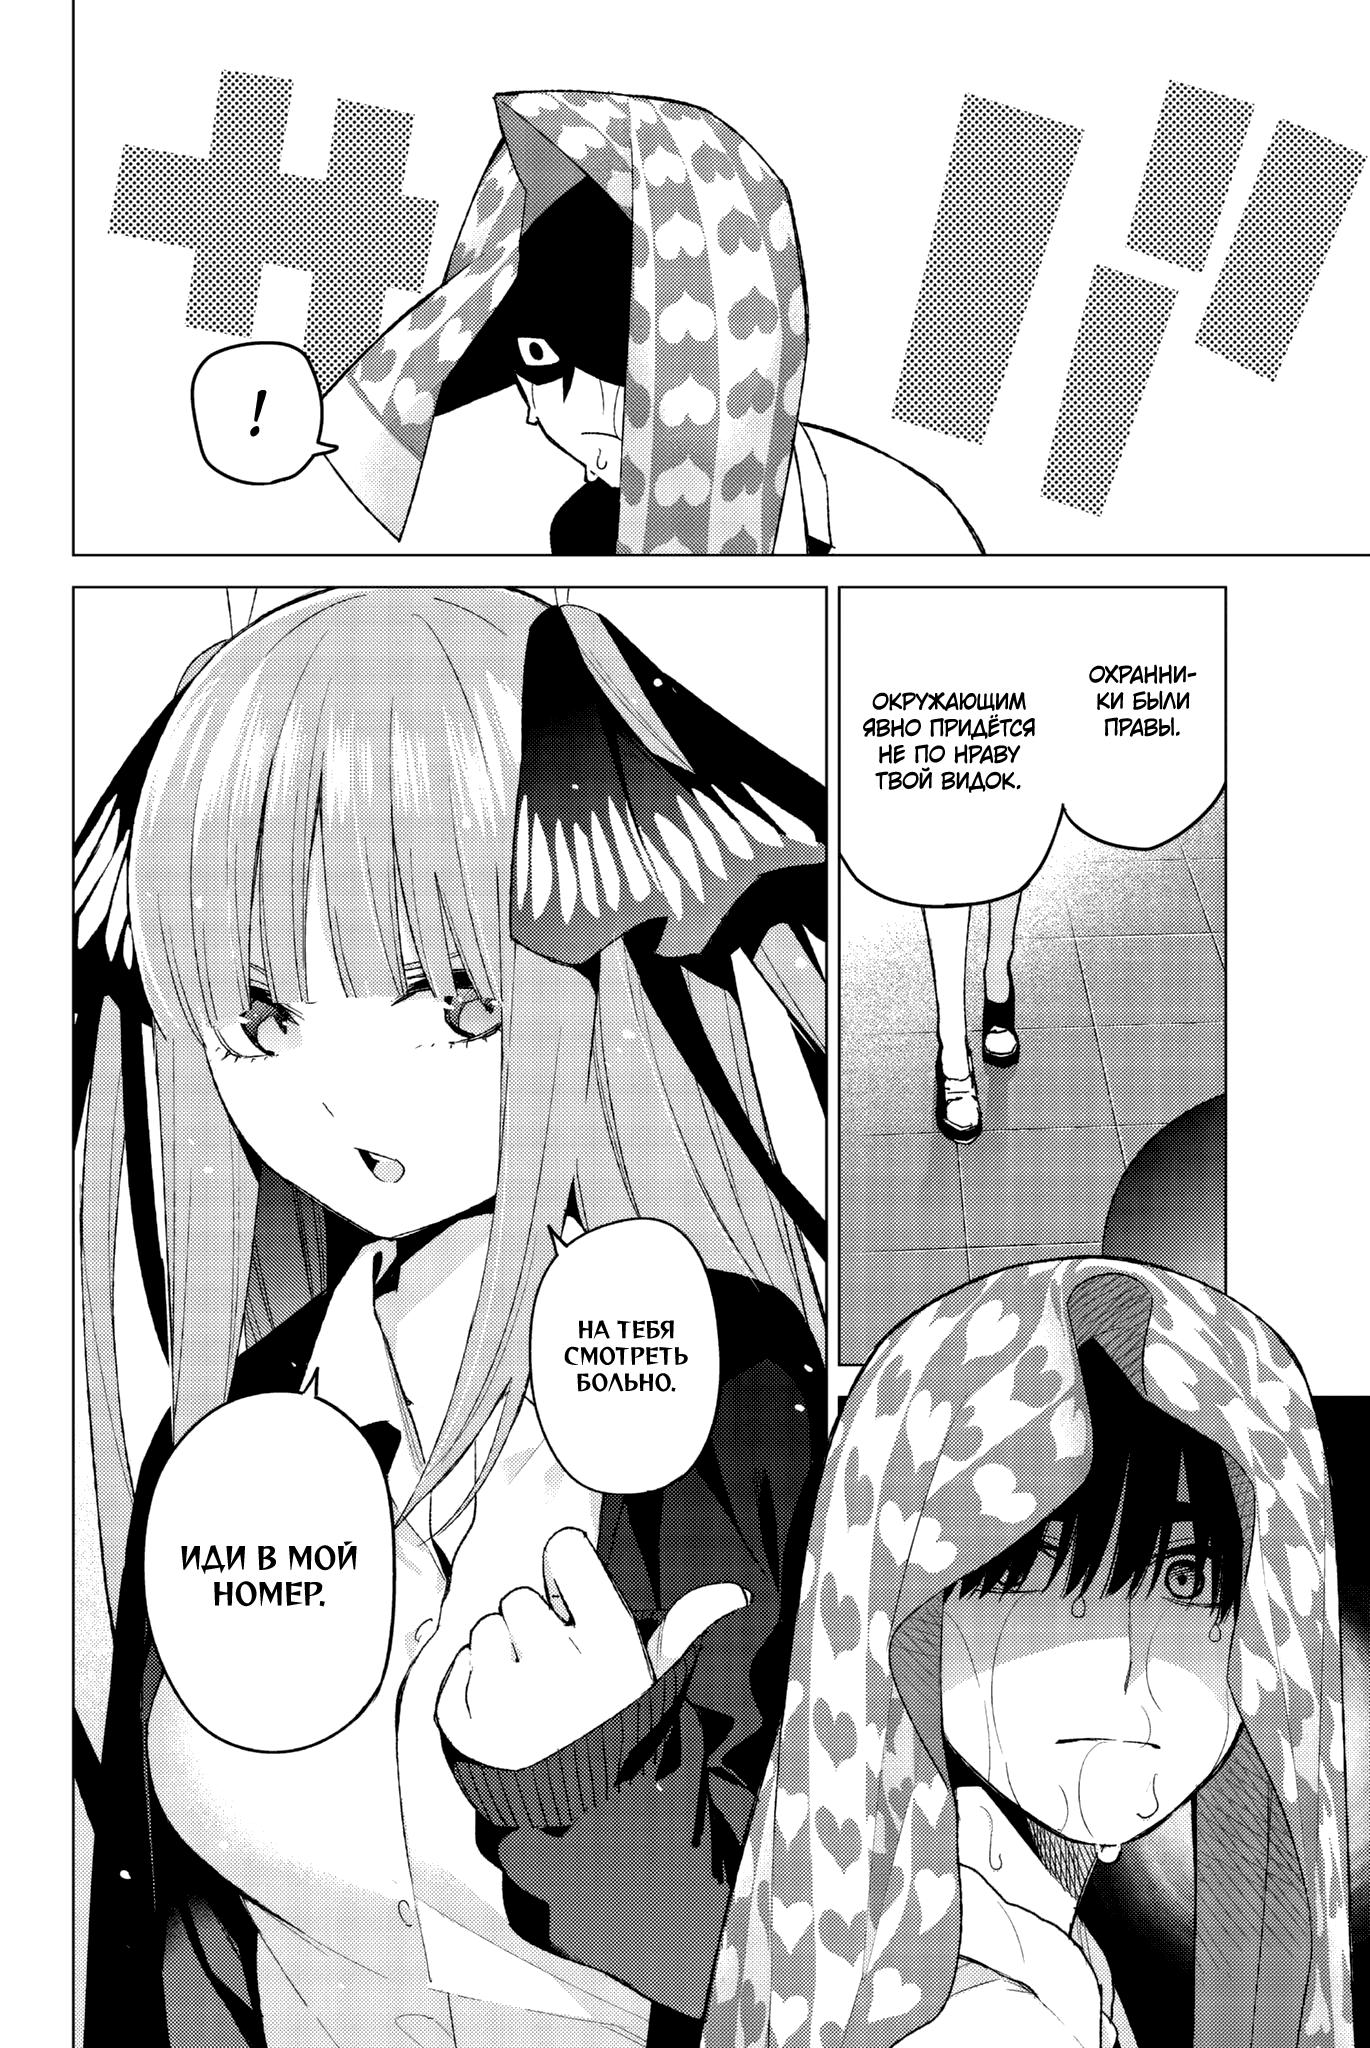 !
ОХРАННИ-
КИ БЫЛИ
ПРАВЫ.
ОКРУЖАЮЩИМ
ЯВНО ПРИДЁТСЯ
НЕ ПО НРАВУ
ТВОЙ ВИДОК.
НА ТЕБЯ
СМОТРЕТЬ
БОЛЬНО.
ИДИ В МОЙ
НОМЕР.